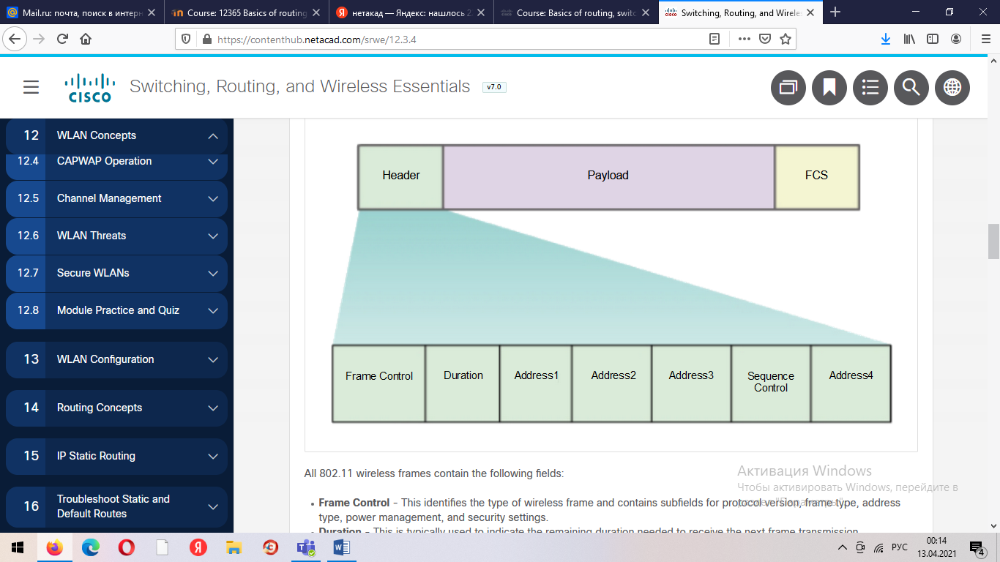 Mail.ru: почта, поиск в интерн
Course: 12365 Basics of routing
нетакад — Яндекс: нашлось 2
Course: Basics of routing, switc
Switching, Routing, and Wireles
https://contenthub.netacad.com/srwe/12.3.4
CISCO
Switching, Routing, and Wireless Essentials
v7.0
12 WLAN Concepts
12.4 CAPWAP Operation
12.5 Channel Management
12.6 WLAN Threats
12.7 Secure WLANs
12.8 Module Practice and Quiz
13 WLAN Configuration
14 Routing Concepts
15 IP Static Routing
16 Troubleshoot Static and
Default Routes
Header Payload FCS
Frame Control Duration Address1 Address2 Address3 Sequence Control Address4
All 802.11 wireless frames contain the following fields:
• Frame Control - This identifies the type of wireless frame and contains subfields for protocol version, frame type, address
type, power management, and security settings.
• Duration - This is typically used to indicate the remaining duration needed to receive the next frame transmission.
Активация Windows
Чтобы активировать Windows, перейдите в
раздел "Параметры".
РУС
00:14
13.04.2021
4